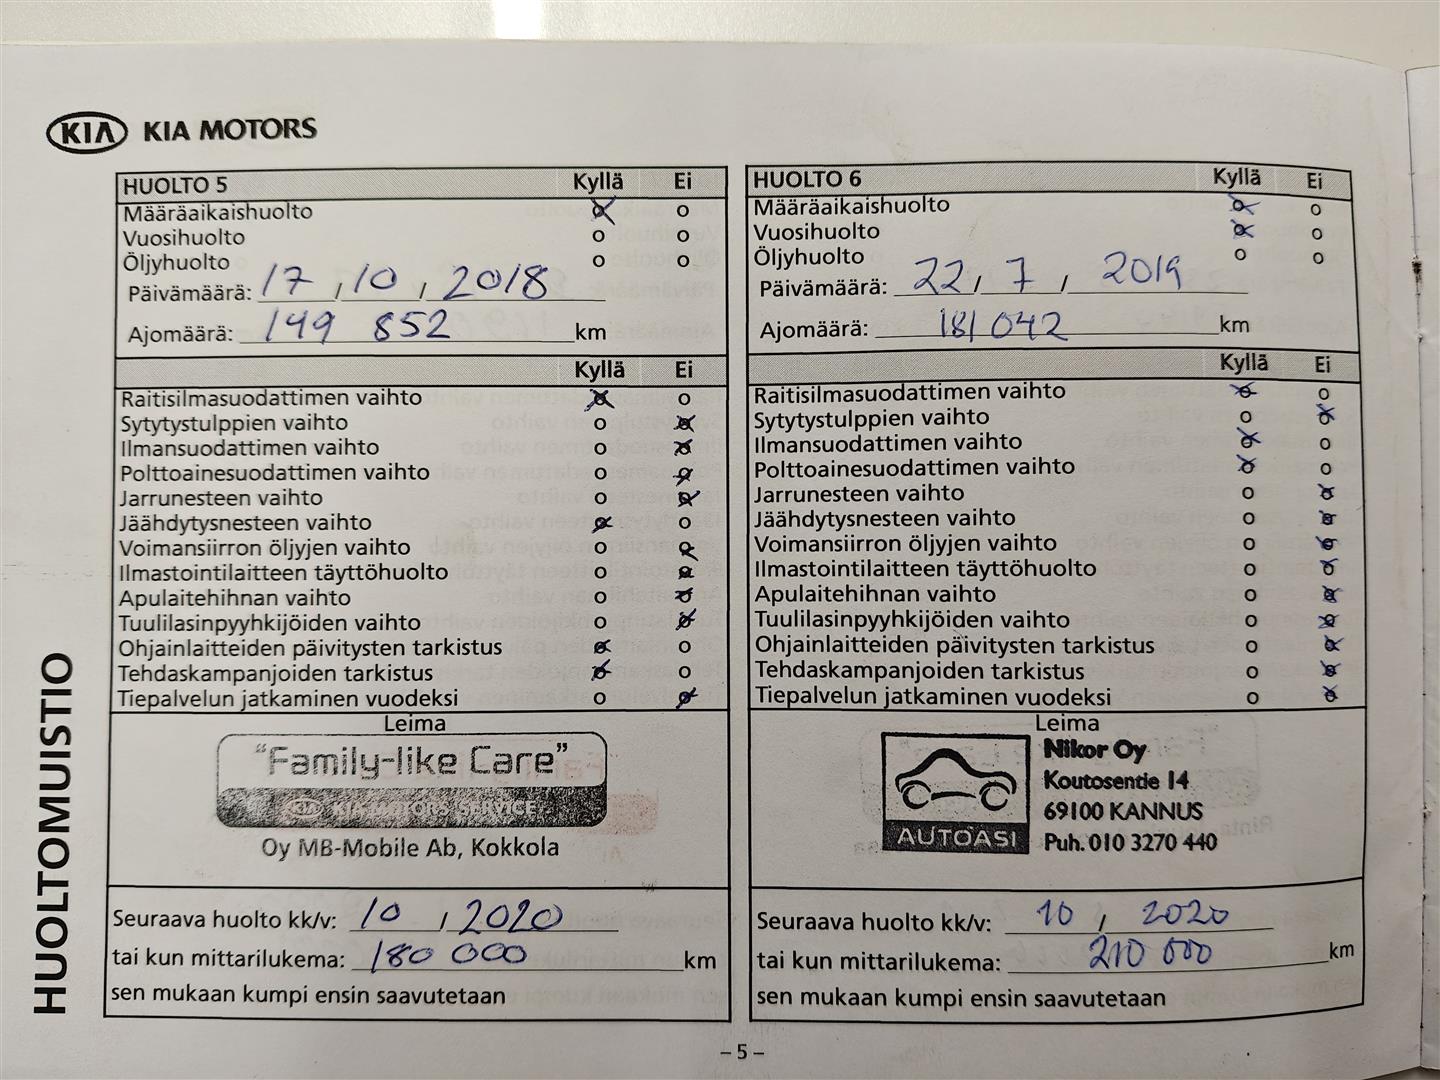 KIA KIA MOTORS
HUOLTOMUISTIO
HUOLTO 5 Kyllä Ei
Määräaikaishuolto o o
Vuosihuolto o o
Öljyhuolto o o
Päivämäärä: 17, 10, 2018
Ajomäärä: 149 852 km
Kyllä Ei
Raitisilmasuodattimen vaihto o o
Sytytystulppien vaihto o o
Ilmansuodattimen vaihto o o
Polttoainesuodattimen vaihto o o
Jarrunesteen vaihto o o
Jäähdytysnesteen vaihto o o
Voimansiirron öljyjen vaihto o o
Ilmastointilaitteen täyttöhuolto o o
Apulaitehihnan vaihto o o
Tuulilasinpyyhkijöiden vaihto o o
Ohjainlaitteiden päivitysten tarkistus o o
Tehdaskampanjoiden tarkistus o o
Tiepalvelun jatkaminen vuodeksi o o
Leima
"Family-like Care"
KIA KIA MOTORS SERVICE
Oy MB-Mobile Ab, Kokkola
Seuraava huolto kk/v: 10, 2020
tai kun mittarilukema: 180 000 km
sen mukaan kumpi ensin saavutetaan
HUOLTO 6 Kyllä Ei
Määräaikaishuolto o o
Vuosihuolto o o
Öljyhuolto o o
Päivämäärä: 22, 7, 2019
Ajomäärä: 181042 km
Kyllä Ei
Raitisilmasuodattimen vaihto o o
Sytytystulppien vaihto o o
Ilmansuodattimen vaihto o o
Polttoainesuodattimen vaihto o o
Jarrunesteen vaihto o o
Jäähdytysnesteen vaihto o o
Voimansiirron öljyjen vaihto o o
Ilmastointilaitteen täyttöhuolto o o
Apulaitehihnan vaihto o o
Tuulilasinpyyhkijöiden vaihto o o
Ohjainlaitteiden päivitysten tarkistus o o
Tehdaskampanjoiden tarkistus o o
Tiepalvelun jatkaminen vuodeksi o o
Leima
AUTOASI
Nikor Oy
Koutosentie 14
69100 KANNUS
Puh. 010 3270 440
Seuraava huolto kk/v: 10, 2020
tai kun mittarilukema: 210 000 km
sen mukaan kumpi ensin saavutetaan
– 5 –